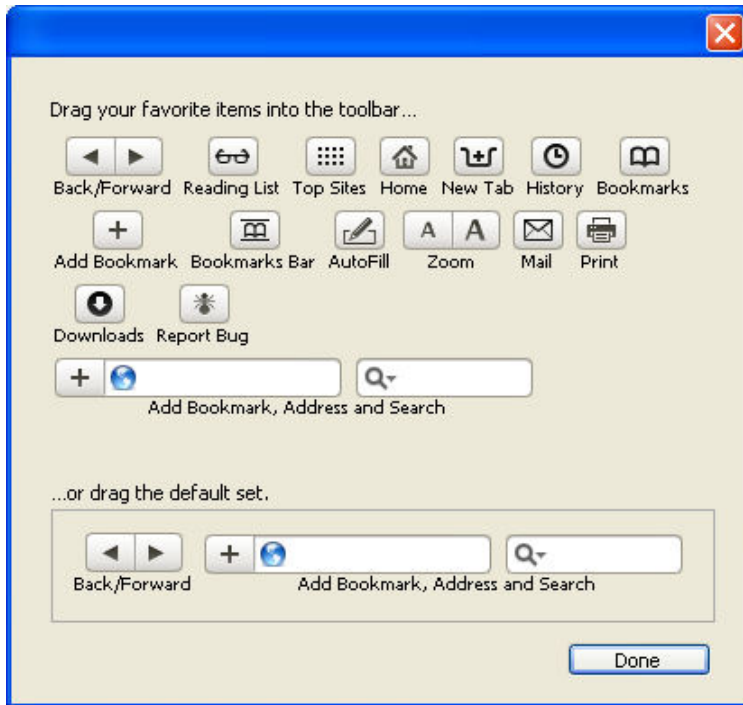 Drag your favorite items into the toolbar...
Back/Forward Reading List Top Sites Home New Tab History Bookmarks
A A
Add Bookmark Bookmarks Bar AutoFill Zoom Mail Print
Downloads Report Bug
Add Bookmark, Address and Search
...or drag the default set.
Back/Forward Add Bookmark, Address and Search
Done